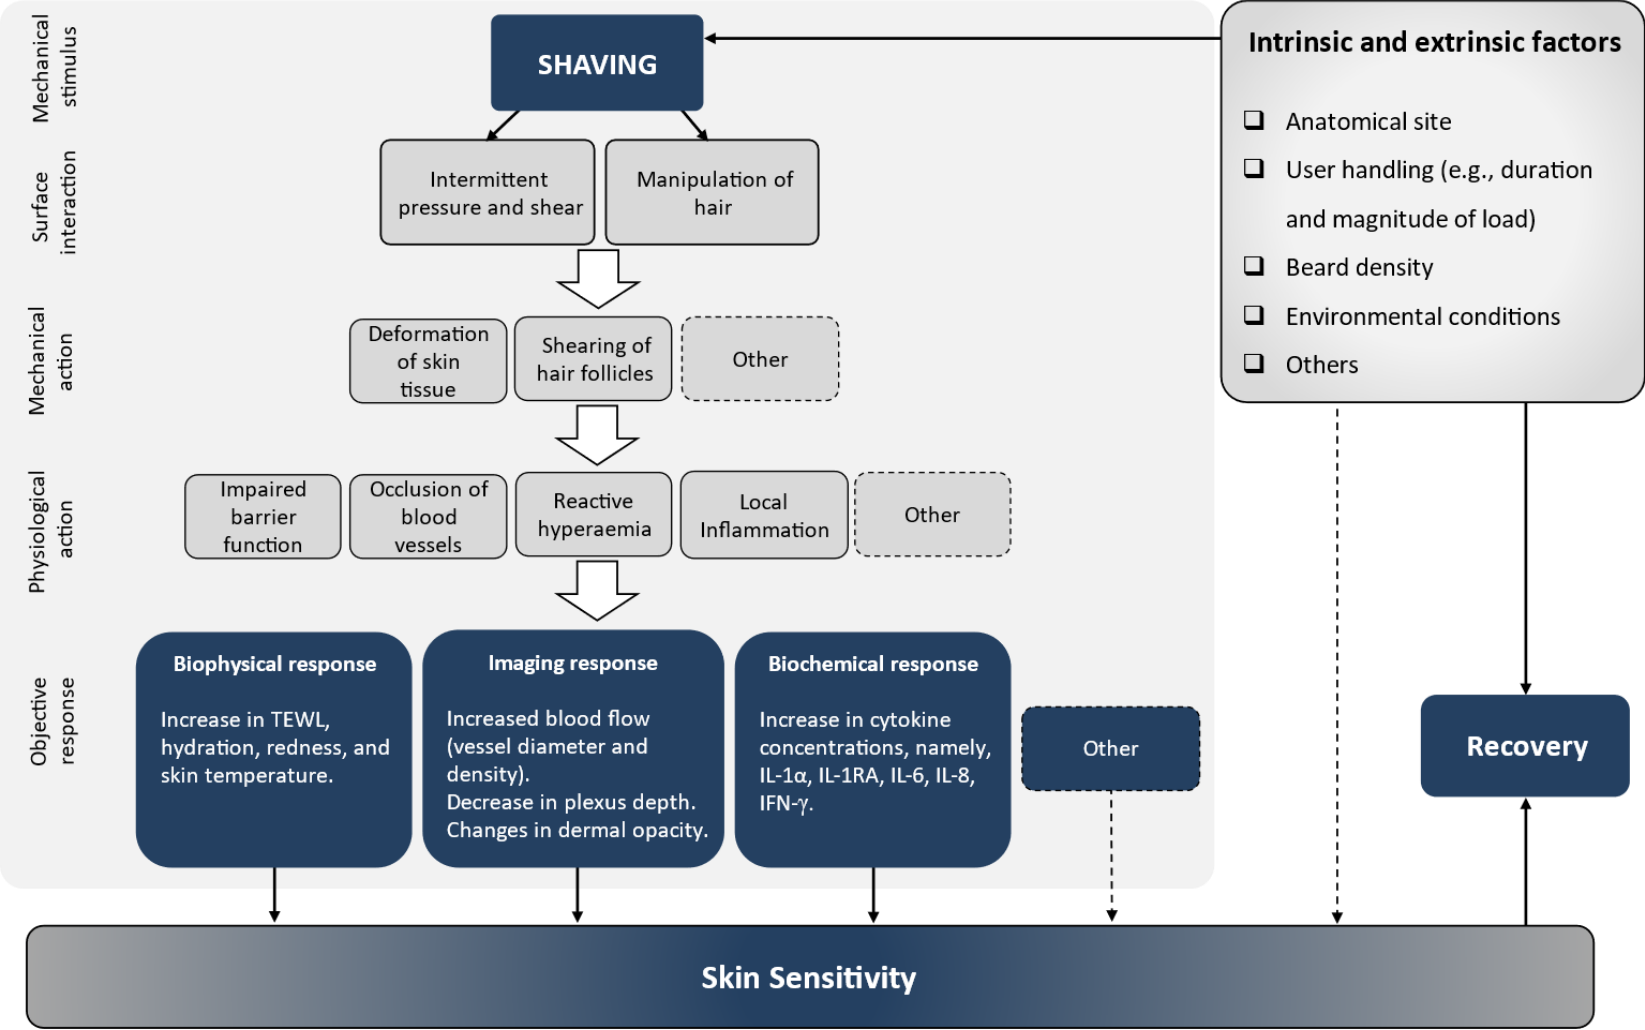 Mechanical
stimulus
SHAVING
Intrinsic and extrinsic factors
Anatomical site
User handling (e.g., duration
and magnitude of load)
Beard density
Environmental conditions
Others
Surface
interaction
Intermittent
pressure and shear
Manipulation of
hair
Mechanical
action
Deformation
of skin
tissue
Shearing of
hair follicles
Other
Physiological
action
Impaired
barrier
function
Occlusion of
blood
vessels
Reactive
hyperaemia
Local
Inflammation
Other
Objective
response
Biophysical response
Increase in TEWL,
hydration, redness, and
skin temperature.
Imaging response
Increased blood flow
(vessel diameter and
density).
Decrease in plexus depth.
Changes in dermal opacity.
Biochemical response
Increase in cytokine
concentrations, namely,
IL-1α, IL-1RA, IL-6, IL-8,
IFN-γ.
Other
Recovery
Skin Sensitivity